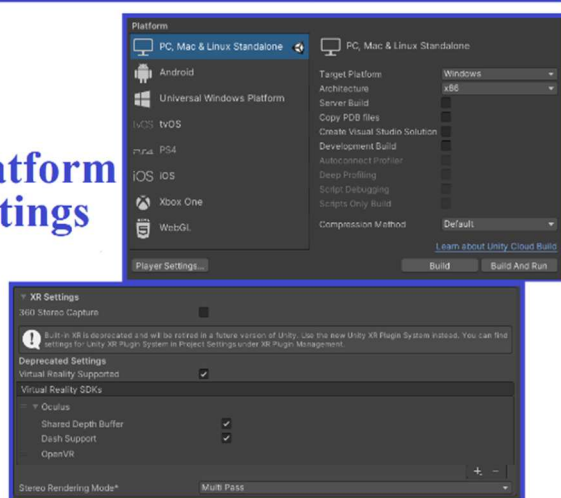 atform
tings
Platform
PC, Mac & Linux Standalone
Android
Universal Windows Platform
tvOS tvOS
PS4
iOS iOS
Xbox One
WebGL
Player Settings...
PC, Mac & Linux Standalone
Target Platform Windows
Architecture x86
Server Build
Copy PDB files
Create Visual Studio Solution
Development Build
Autoconnect Profiler
Deep Profiling
Script Debugging
Scripts Only Build
Compression Method Default
Learn about Unity Cloud Build
Build Build And Run
XR Settings
360 Stereo Capture
Built-in XR is deprecated and will be retired in a future version of Unity. Use the new Unity XR Plugin System instead. You can find
settings for Unity XR Plugin System in Project Settings under XR Plugin Management.
Deprecated Settings
Virtual Reality Supported
Virtual Reality SDKs
Oculus
Shared Depth Buffer
Dash Support
OpenVR
+ -
Stereo Rendering Mode* Multi Pass